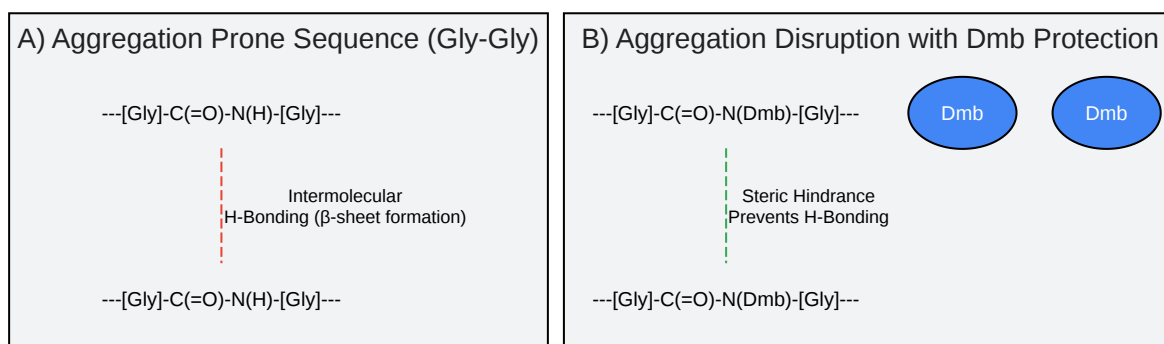 A) Aggregation Prone Sequence (Gly-Gly)
---[Gly]-C(=O)-N(H)-[Gly]---
Intermolecular
H-Bonding (β-sheet formation)
---[Gly]-C(=O)-N(H)-[Gly]---
B) Aggregation Disruption with Dmb Protection
---[Gly]-C(=O)-N(Dmb)-[Gly]---
Dmb
Dmb
Steric Hindrance
Prevents H-Bonding
---[Gly]-C(=O)-N(Dmb)-[Gly]---